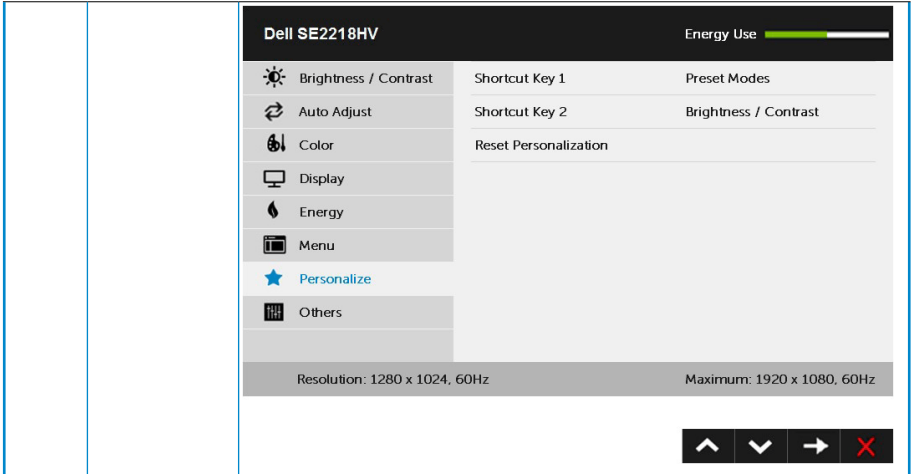 Dell SE2218HV Energy Use
Brightness / Contrast Shortcut Key 1 Preset Modes
Auto Adjust Shortcut Key 2 Brightness / Contrast
Color Reset Personalization
Display
Energy
Menu
Personalize
Others
Resolution: 1280 x 1024, 60Hz Maximum: 1920 x 1080, 60Hz